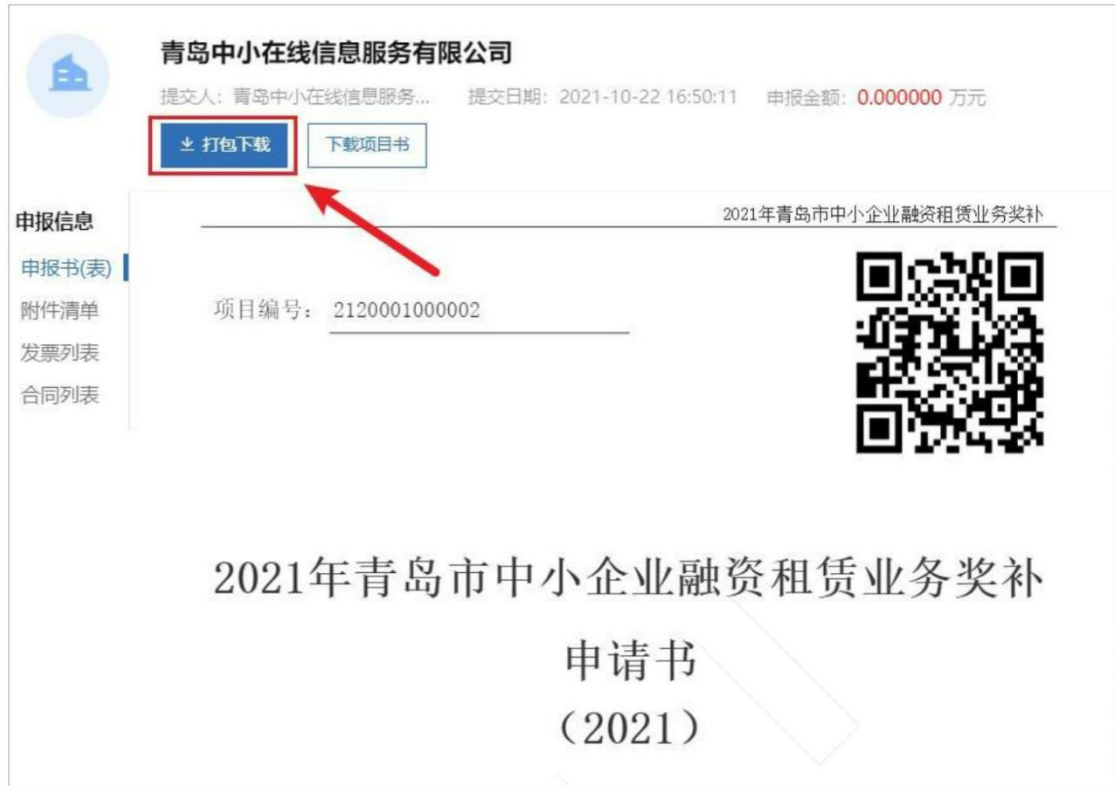 青岛中小在线信息服务有限公司
提交人：青岛中小在线信息服务... 提交日期：2021-10-22 16:50:11 申报金额：0.000000 万元
打包下载 下载项目书
申报信息
申报书(表)
附件清单
发票列表
合同列表
2021年青岛市中小企业融资租赁业务奖补
项目编号： 2120001000002
2021年青岛市中小企业融资租赁业务奖补
申请书
（2021）